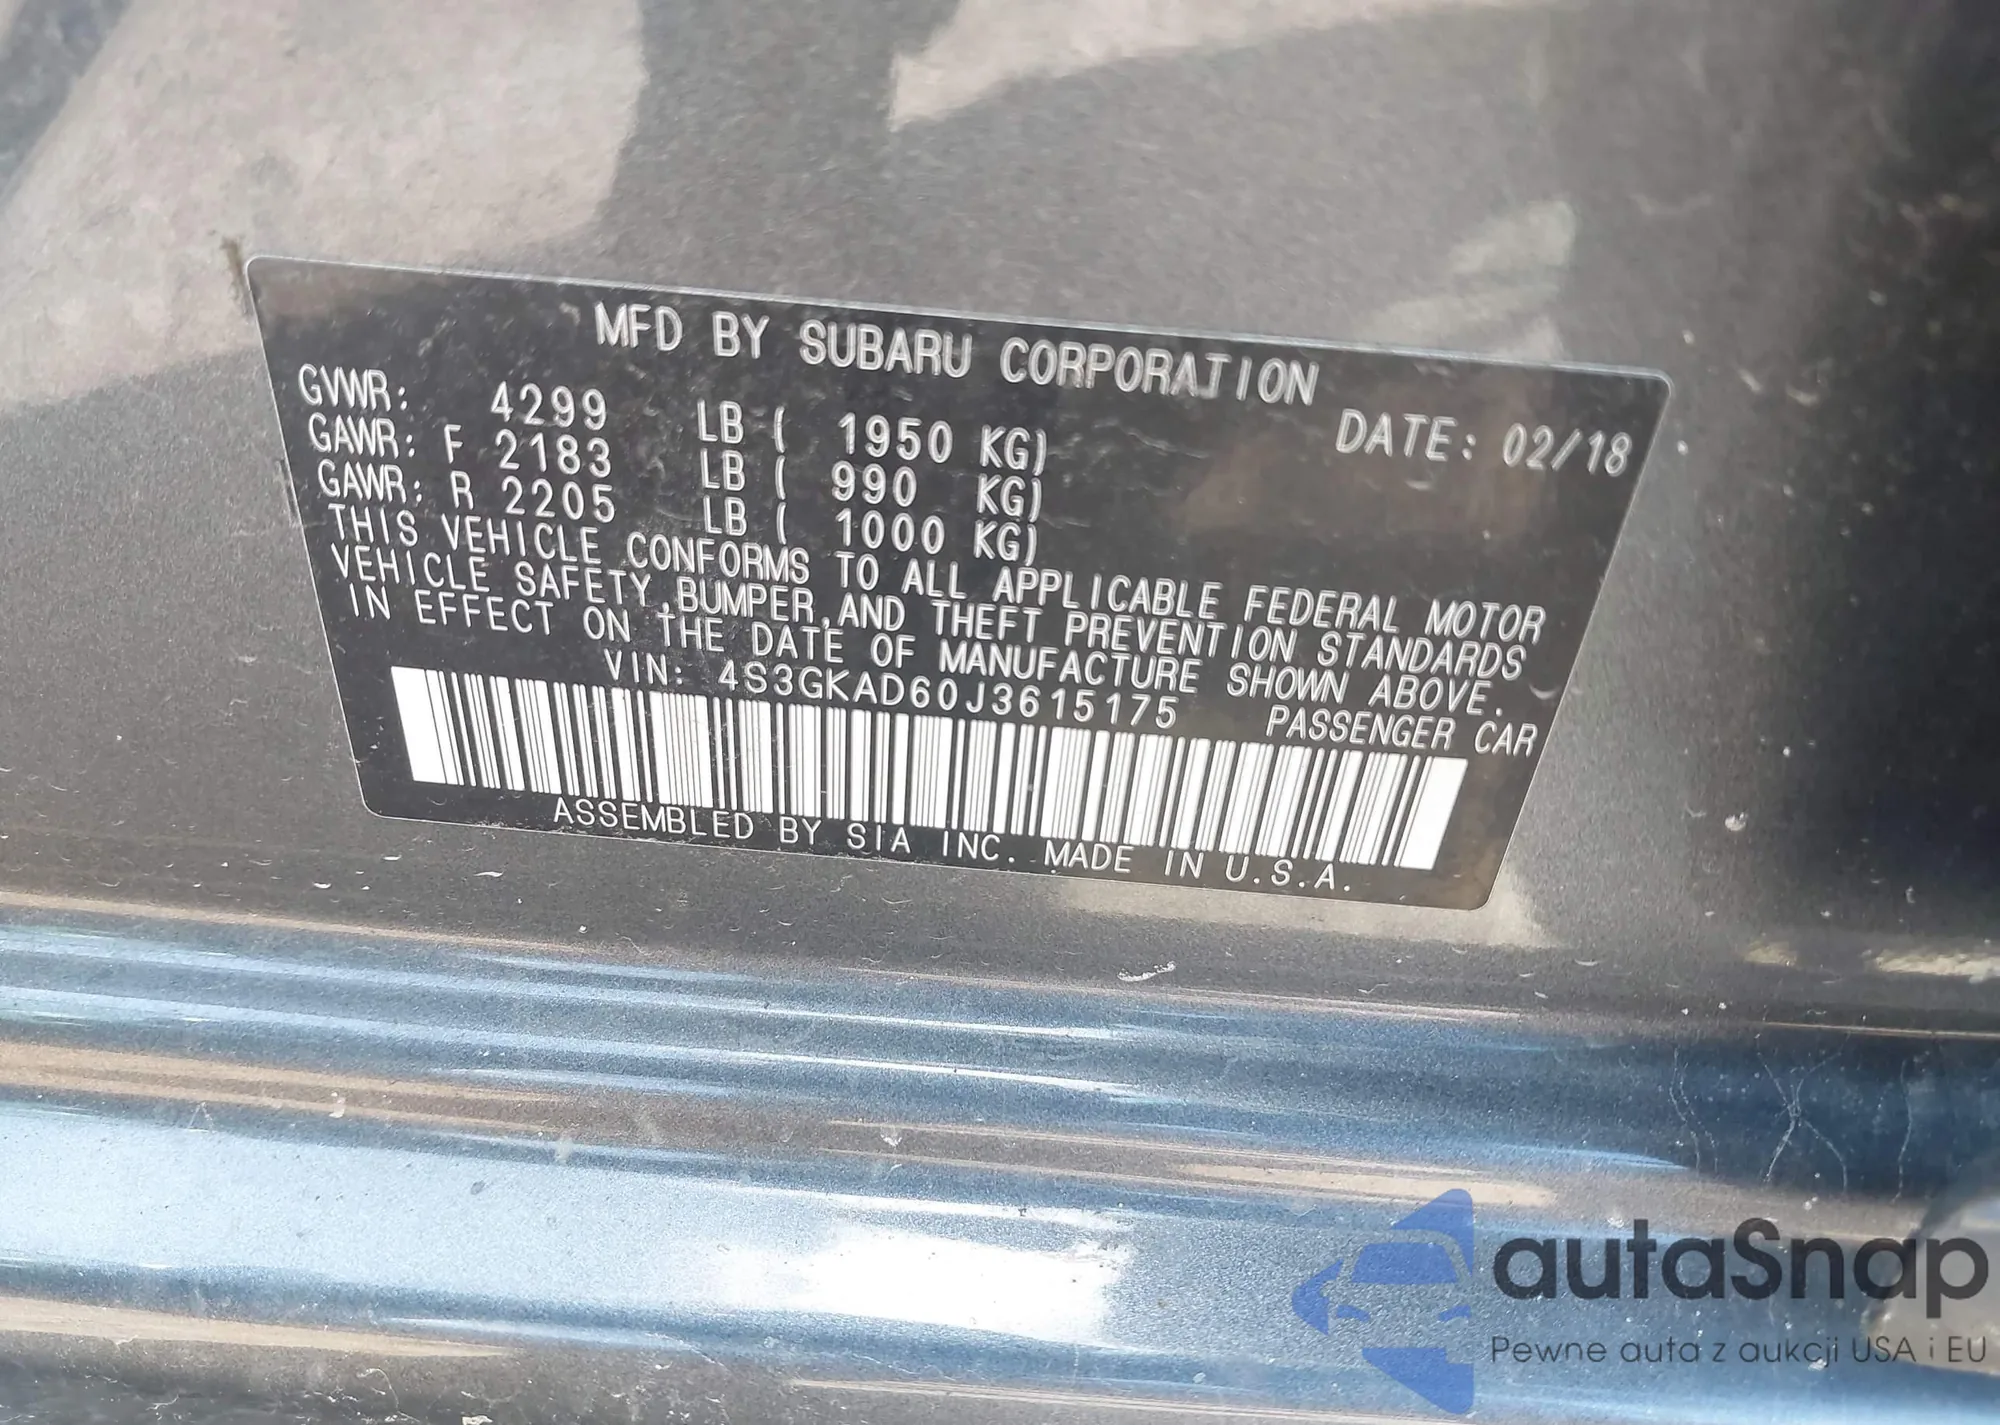 MFD BY SUBARU CORPORATION
GVWR: 4299 LB ( 1950 KG) DATE: 02/18
GAWR: F 2183 LB ( 990 KG)
GAWR: R 2205 LB ( 1000 KG)
THIS VEHICLE CONFORMS TO ALL APPLICABLE FEDERAL MOTOR
VEHICLE SAFETY,BUMPER,AND THEFT PREVENTION STANDARDS
IN EFFECT ON THE DATE OF MANUFACTURE SHOWN ABOVE.
VIN: 4S3GKAD60J3615175 PASSENGER CAR
ASSEMBLED BY SIA INC. MADE IN U.S.A.
autaSnap
Pewne auta z aukcji USA i EU